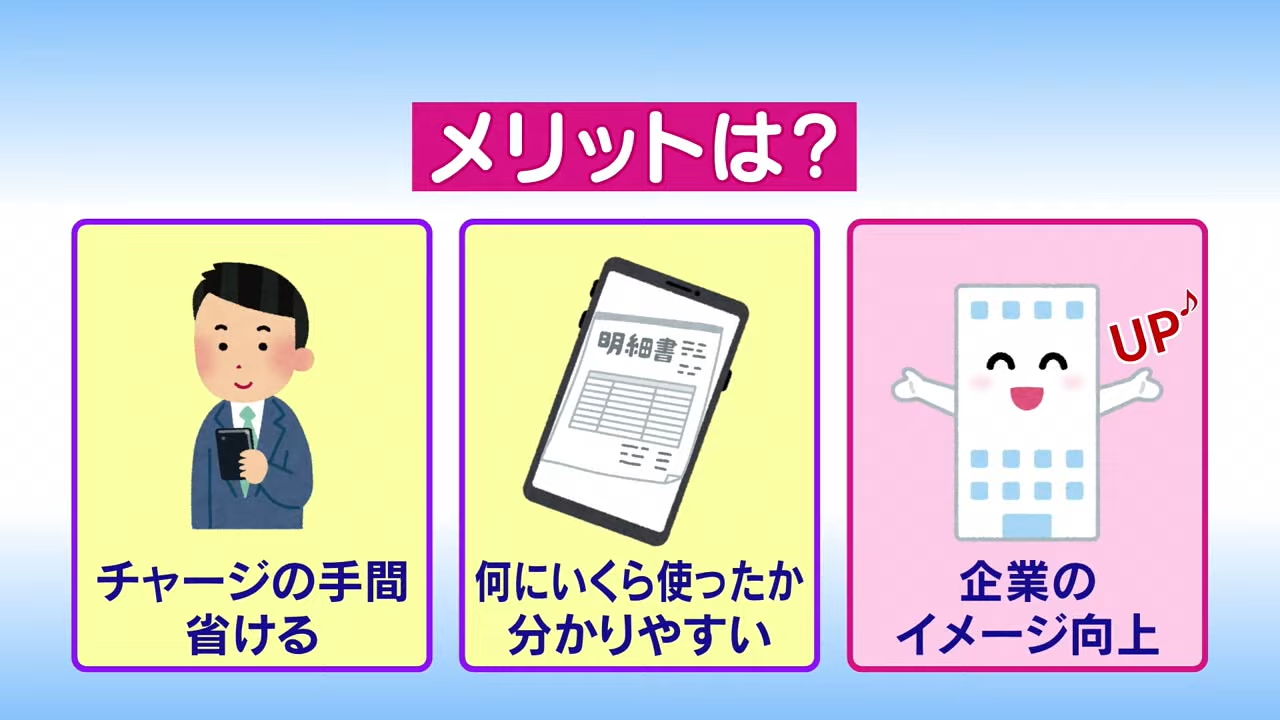 メリットは?
チャージの手間
省ける
明細書
何にいくら使ったか
分かりやすい
UP♪
企業の
イメージ向上